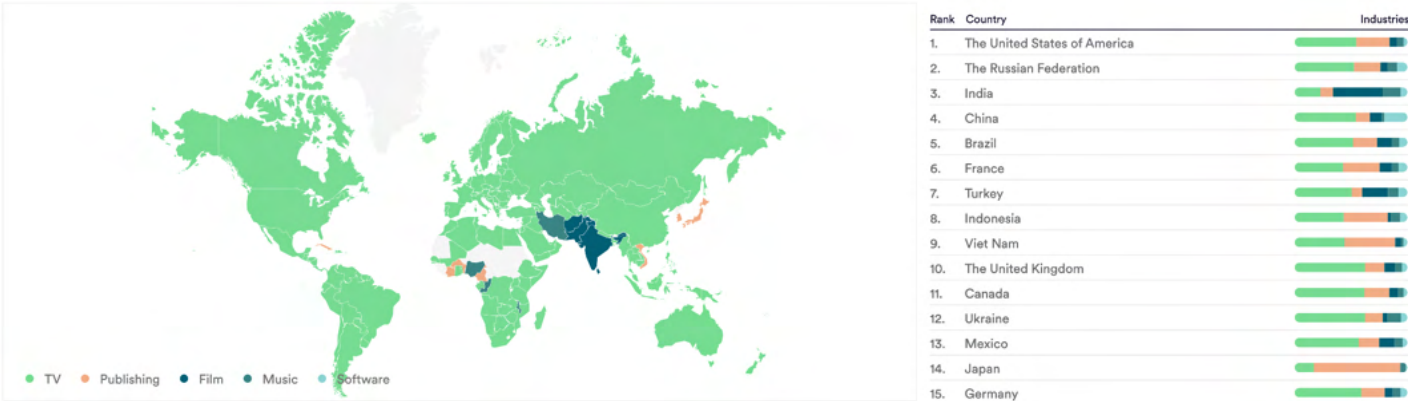 Rank Country Industries
1. The United States of America
2. The Russian Federation
3. India
4. China
5. Brazil
6. France
7. Turkey
8. Indonesia
9. Viet Nam
10. The United Kingdom
11. Canada
12. Ukraine
13. Mexico
14. Japan
15. Germany
TV Publishing Film Music Software